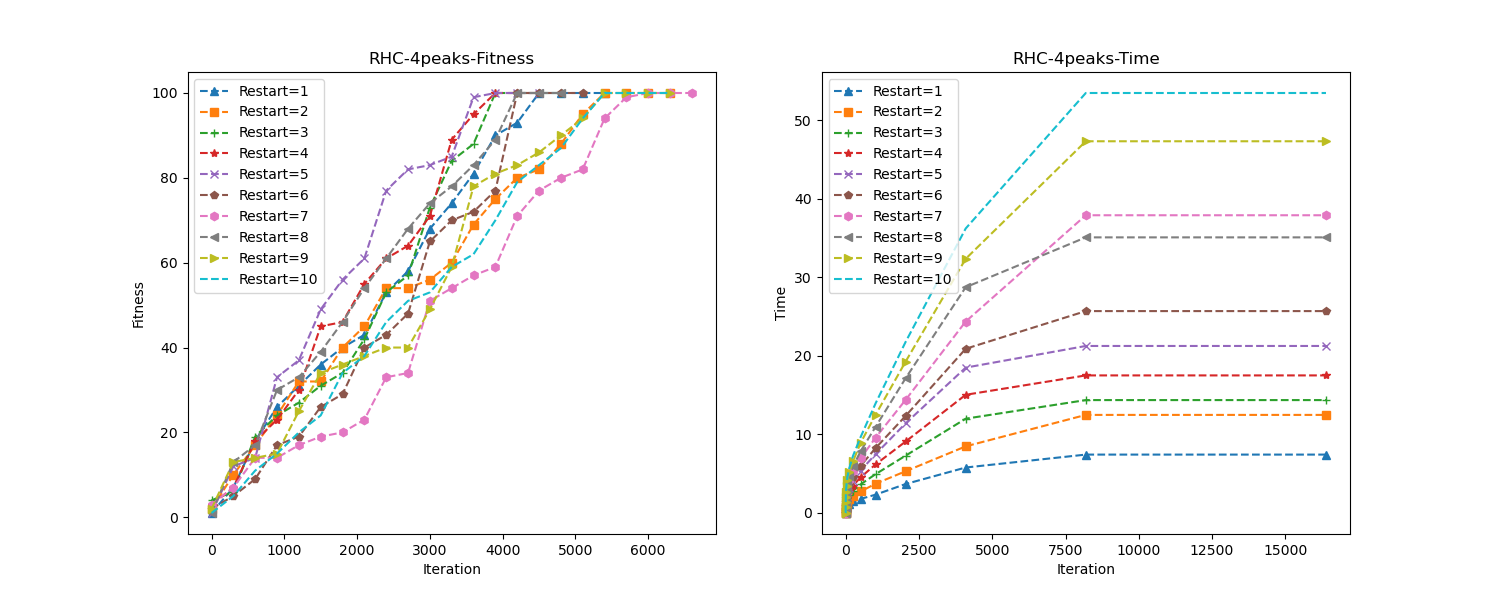 RHC-4peaks-Fitness
Fitness
100
80
60
40
20
0
Restart=1
Restart=2
Restart=3
Restart=4
Restart=5
Restart=6
Restart=7
Restart=8
Restart=9
Restart=10
0 1000 2000 3000 4000 5000 6000
Iteration
RHC-4peaks-Time
Time
50
40
30
20
10
0
Restart=1
Restart=2
Restart=3
Restart=4
Restart=5
Restart=6
Restart=7
Restart=8
Restart=9
Restart=10
0 2500 5000 7500 10000 12500 15000
Iteration